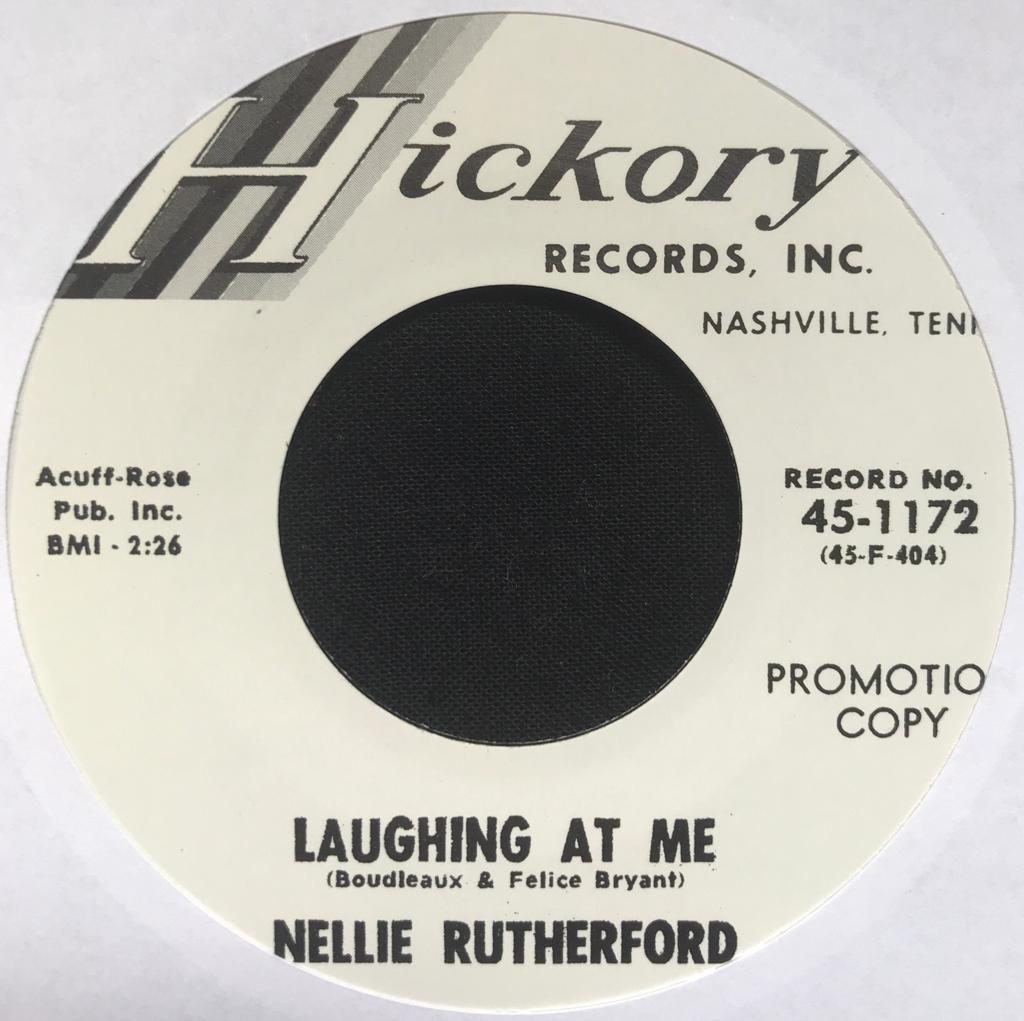 Hickory
RECORDS, INC.
NASHVILLE, TEN
Acuff-Rose
Pub. Inc.
BMI - 2:26
RECORD NO.
45-1172
(45-F-404)
PROMOTIO
COPY
LAUGHING AT ME
(Boudleaux & Felice Bryant)
NELLIE RUTHERFORD